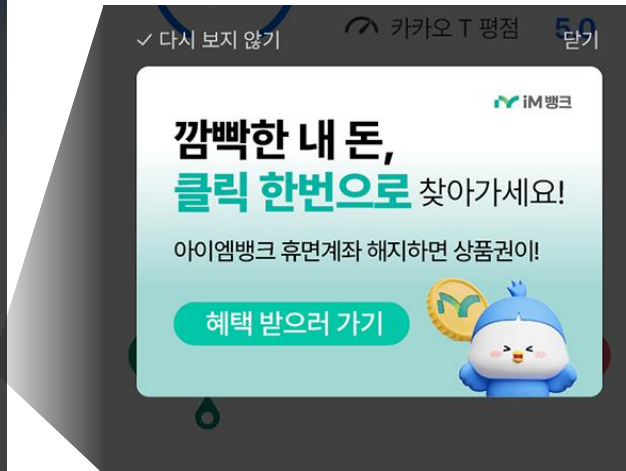 카카오 T 평점 5.0
✓ 다시 보지 않기
닫기
iM뱅크
깜빡한 내 돈,
클릭 한번으로 찾아가세요!
아이엠뱅크 휴면계좌 해지하면 상품권이!
혜택 받으러 가기